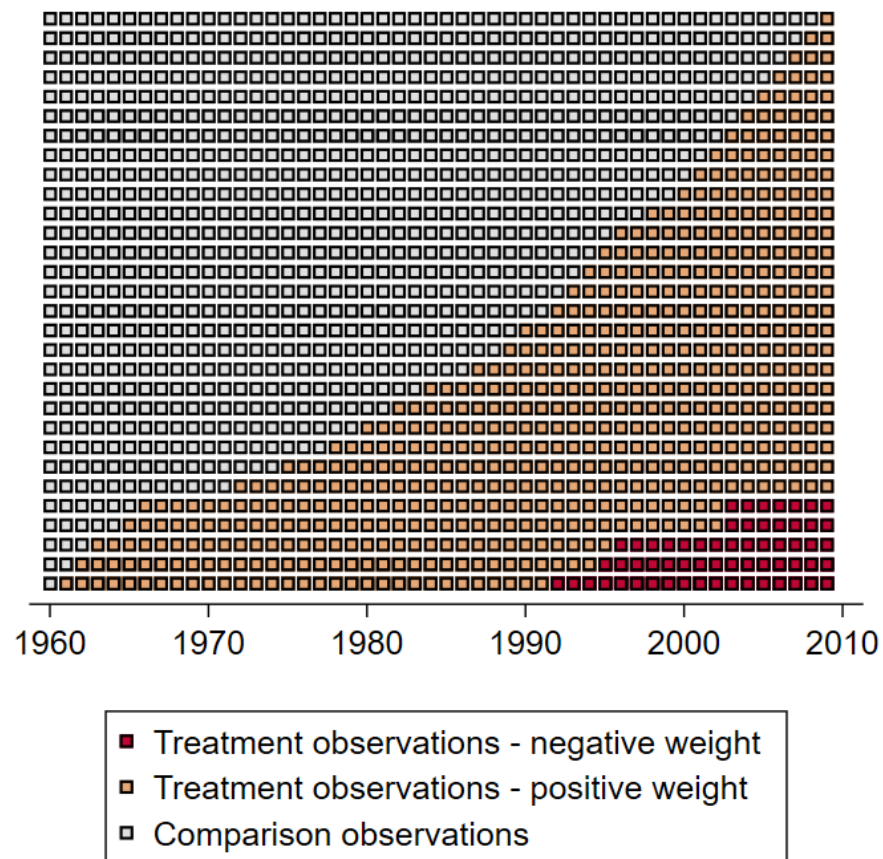 1960 1970 1980 1990 2000 2010
Treatment observations - negative weight
Treatment observations - positive weight
Comparison observations